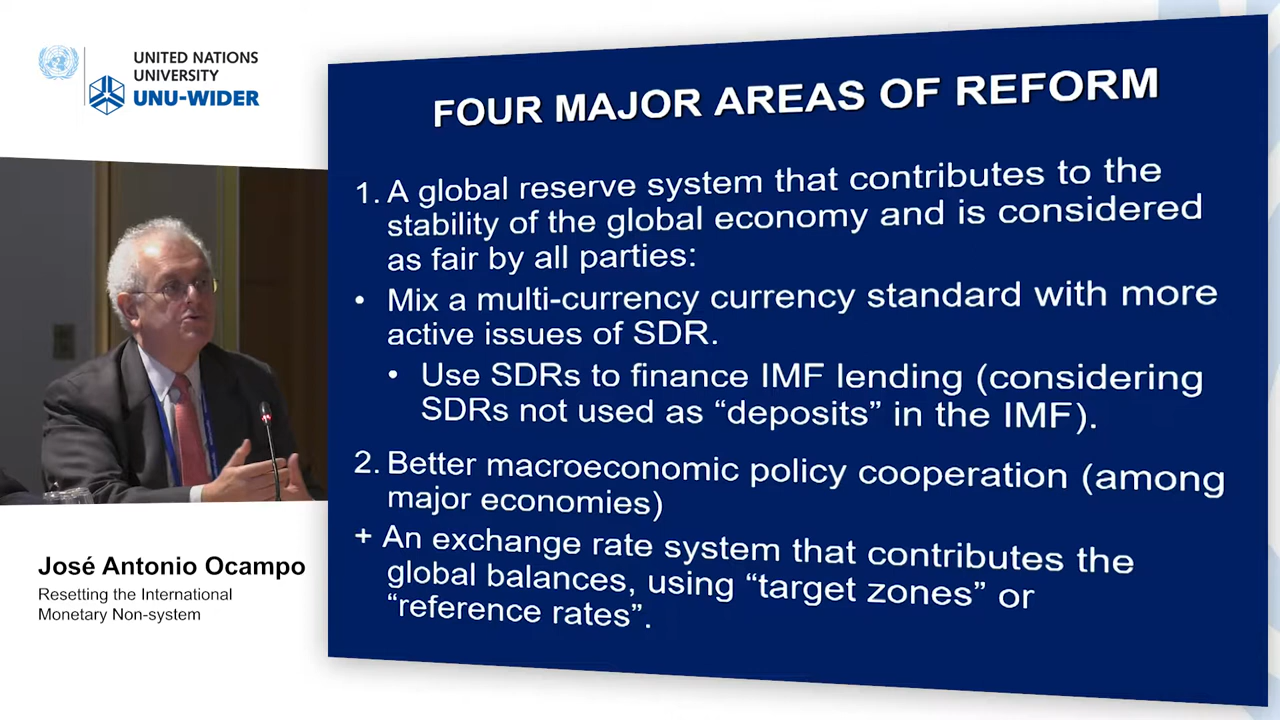 UNITED NATIONS
UNIVERSITY
UNU-WIDER
FOUR MAJOR AREAS OF REFORM
1. A global reserve system that contributes to the
stability of the global economy and is considered
as fair by all parties:
• Mix a multi-currency currency standard with more
active issues of SDR.
• Use SDRs to finance IMF lending (considering
SDRs not used as “deposits” in the IMF).
2. Better macroeconomic policy cooperation (among
major economies)
+ An exchange rate system that contributes the
global balances, using “target zones” or
“reference rates”.
José Antonio Ocampo
Resetting the International
Monetary Non-system